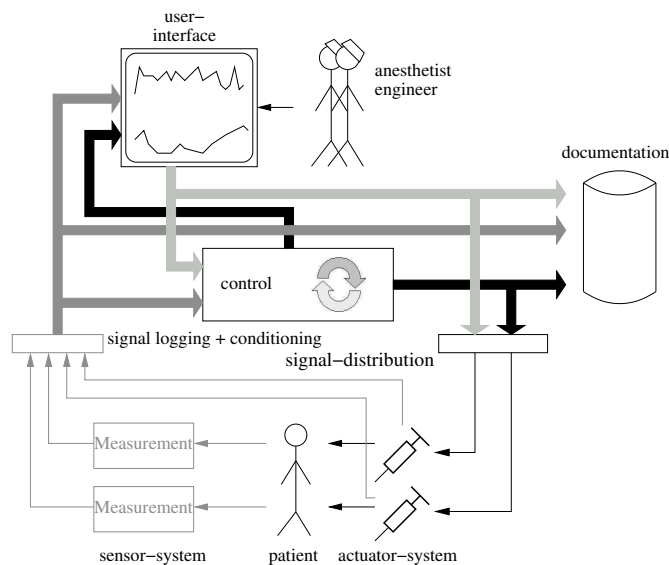 user-
interface
anesthetist
engineer
documentation
control
signal logging + conditioning
signal-distribution
Measurement
Measurement
sensor-system
patient
actuator-system